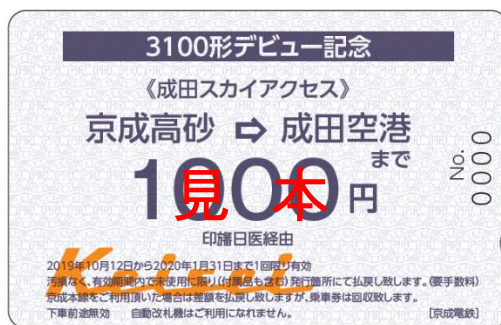 3100形デビュー記念
《成田スカイアクセス》
京成高砂 ⇨ 成田空港
まで
1000円
見本
印旛日医経由
No.
0000
Keisei
2019年10月12日から2020年1月31日まで1回限り有効
汚損なく、有効期間内で未使用に限り(付属品も含む)発行箇所にて払戻し致します。(要手数料)
京成本線をご利用頂いた場合は差額を払戻し致しますが、乗車券は回収致します。
下車前途無効 自動改札機はご利用になれません。 [京成電鉄]